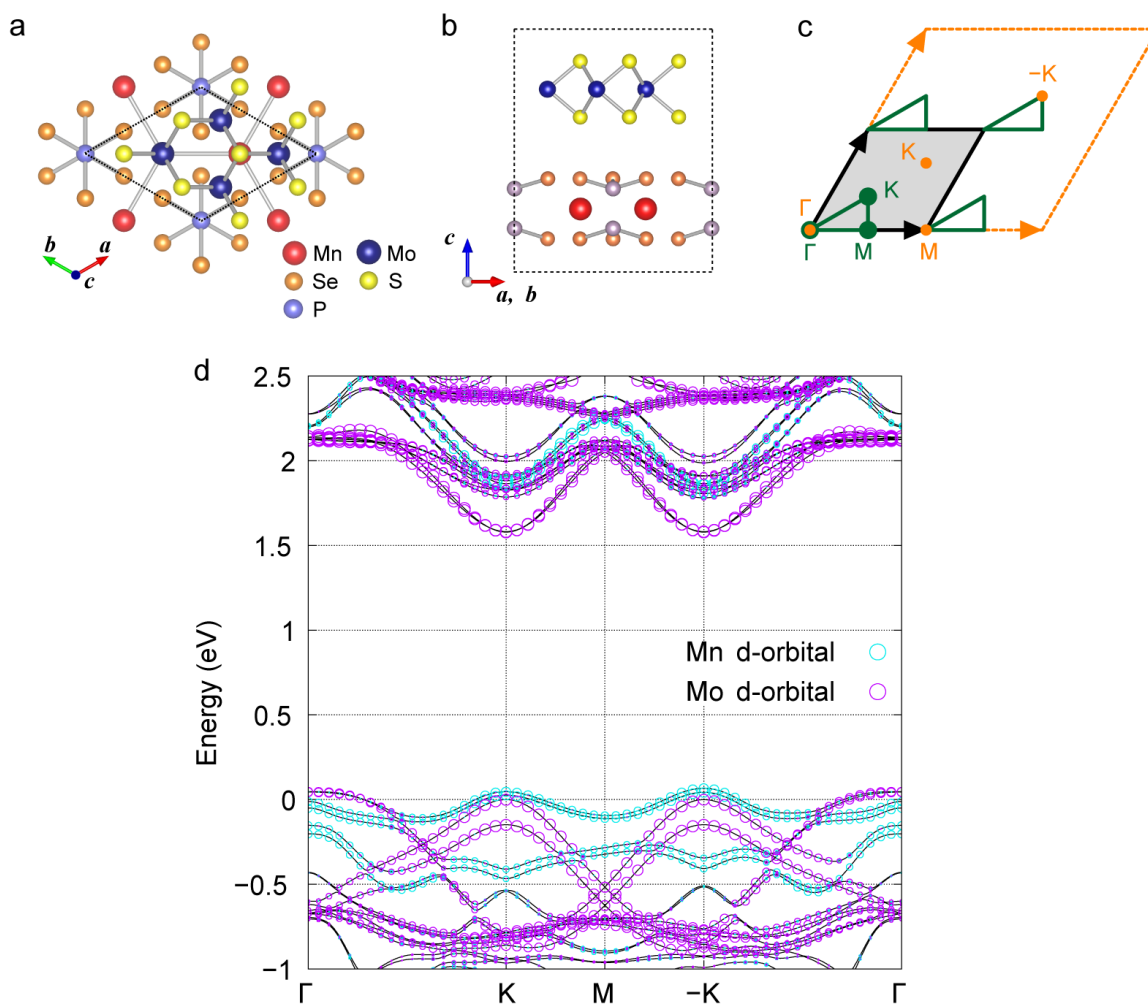 a
b
a
c
Mn Mo
Se S
P
b
c
a, b
c
−K
K
Γ
K
Γ M M
d
2.5
2
1.5
1
0.5
0
−0.5
−1
Energy (eV)
Mn d-orbital
Mo d-orbital
Γ K M −K Γ